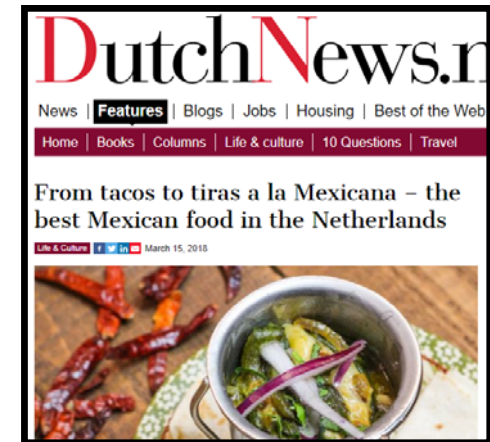 DutchNews.n
News | Features | Blogs | Jobs | Housing | Best of the Web
Home | Books | Columns | Life & culture | 10 Questions | Travel
From tacos to tiras a la Mexicana – the
best Mexican food in the Netherlands
Life & Culture March 15, 2018